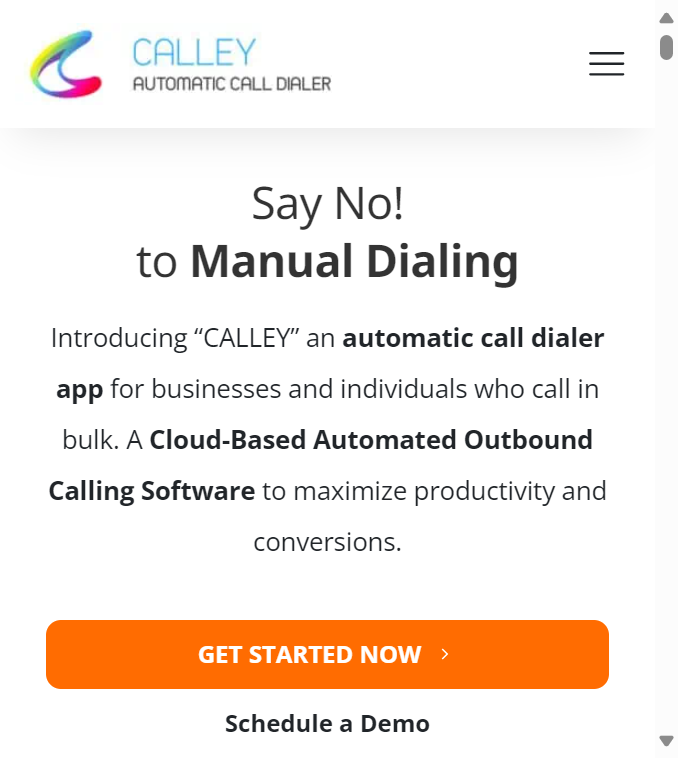 CALLEY
AUTOMATIC CALL DIALER
Say No!
to Manual Dialing
Introducing “CALLEY” an automatic call dialer
app for businesses and individuals who call in
bulk. A Cloud-Based Automated Outbound
Calling Software to maximize productivity and
conversions.
GET STARTED NOW
Schedule a Demo